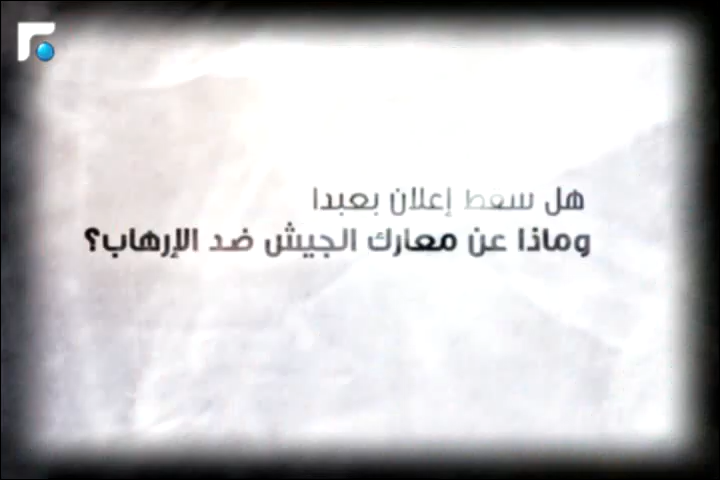 هل سقط إعلان بعبدا
وماذا عن معارك الجيش ضد الإرهاب؟